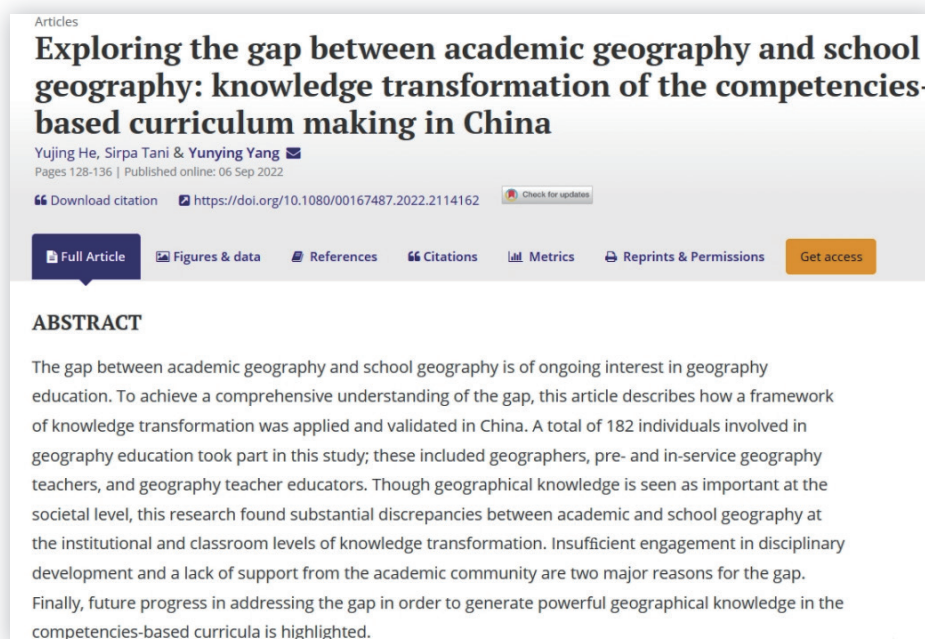 Articles
Exploring the gap between academic geography and school
geography: knowledge transformation of the competencies-
based curriculum making in China
Yujing He, Sirpa Tani & Yunying Yang
Pages 128-136 | Published online: 06 Sep 2022
Download citation https://doi.org/10.1080/00167487.2022.2114162 Check for updates
Full Article Figures & data References Citations Metrics Reprints & Permissions Get access
ABSTRACT
The gap between academic geography and school geography is of ongoing interest in geography
education. To achieve a comprehensive understanding of the gap, this article describes how a framework
of knowledge transformation was applied and validated in China. A total of 182 individuals involved in
geography education took part in this study; these included geographers, pre- and in-service geography
teachers, and geography teacher educators. Though geographical knowledge is seen as important at the
societal level, this research found substantial discrepancies between academic and school geography at
the institutional and classroom levels of knowledge transformation. Insufficient engagement in disciplinary
development and a lack of support from the academic community are two major reasons for the gap.
Finally, future progress in addressing the gap in order to generate powerful geographical knowledge in the
competencies-based curricula is highlighted.